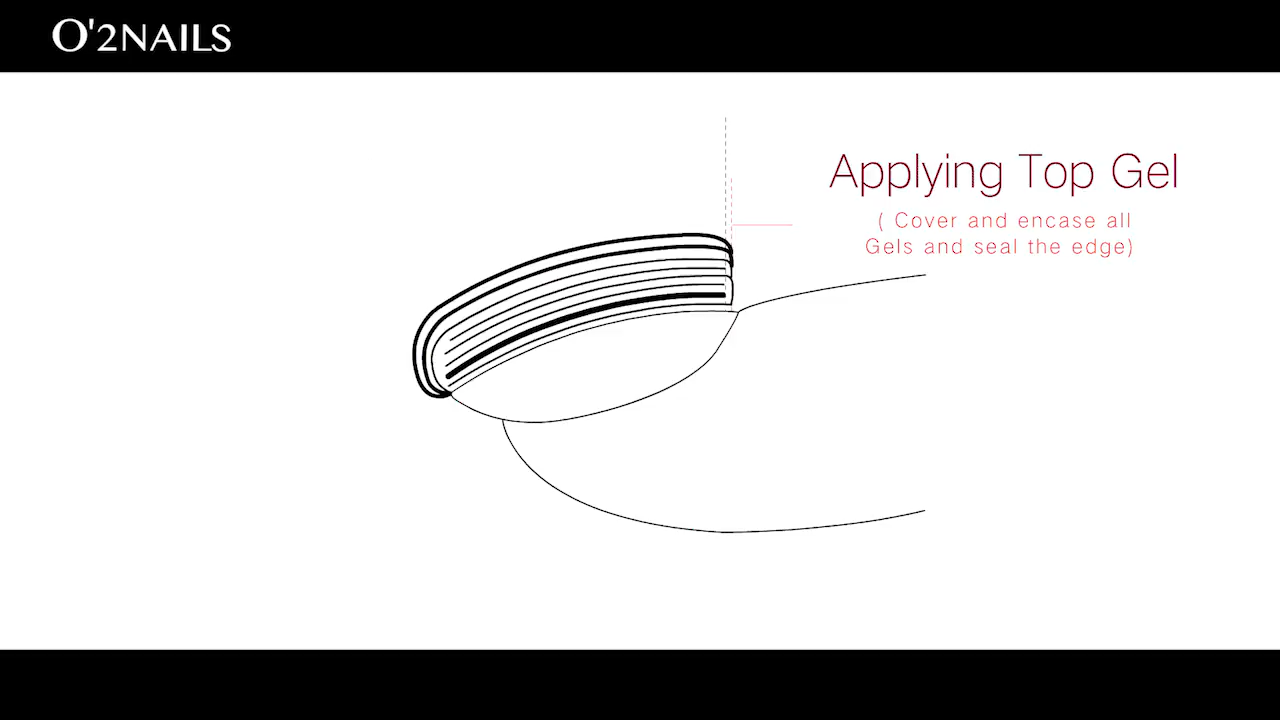 O'2NAILS
Applying Top Gel
( Cover and encase all
Gels and seal the edge)